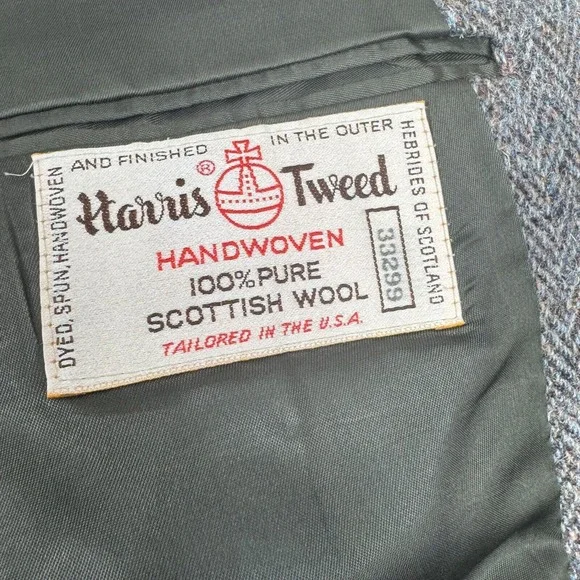 DYED, SPUN, HANDWOVEN
AND FINISHED
IN THE OUTER
HEBRIDES OF SCOTLAND
Harris ® Tweed
HANDWOVEN
100% PURE
SCOTTISH WOOL
TAILORED IN THE U.S.A.
33299